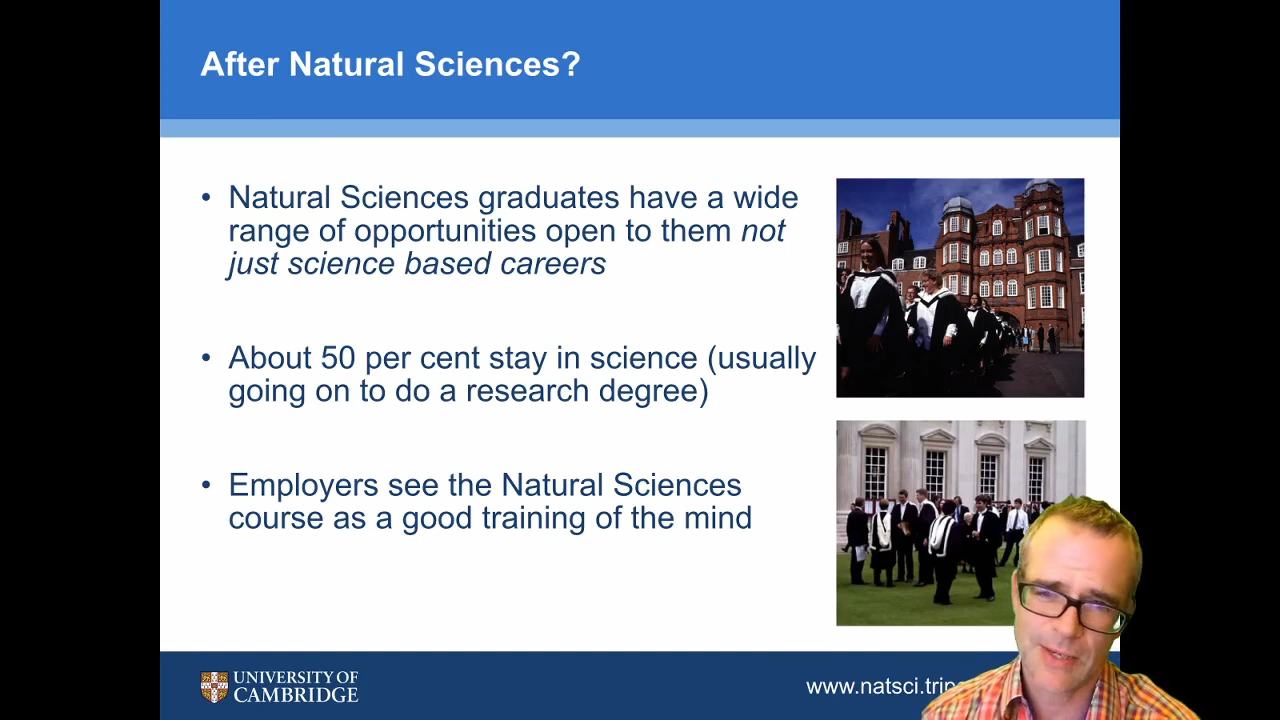 After Natural Sciences?
• Natural Sciences graduates have a wide
range of opportunities open to them not
just science based careers
• About 50 per cent stay in science (usually
going on to do a research degree)
• Employers see the Natural Sciences
course as a good training of the mind
UNIVERSITY OF
CAMBRIDGE
www.natsci.trip